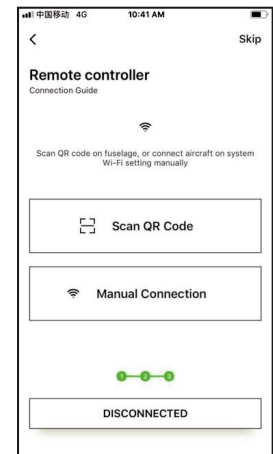 中国移动 4G 10:41 AM
Skip
Remote controller
Connection Guide
Scan QR code on fuselage, or connect aircraft on system
Wi-Fi setting manually
Scan QR Code
Manual Connection
1 2 3
DISCONNECTED